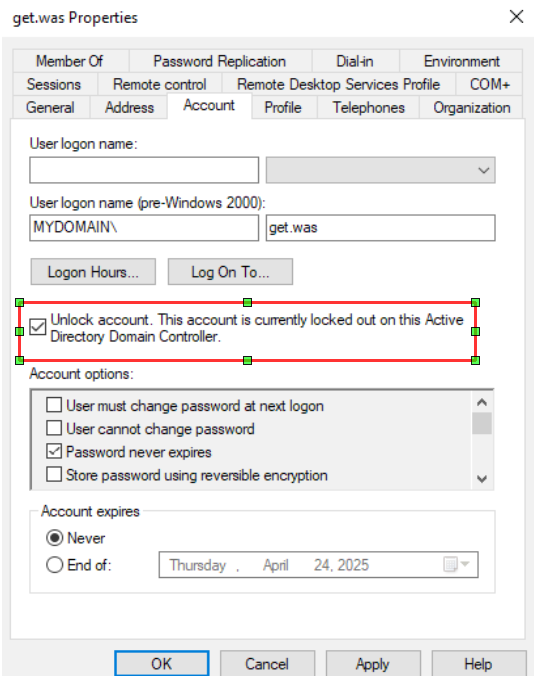 get.was Properties
Member Of Password Replication Dial-in Environment
Sessions Remote control Remote Desktop Services Profile COM+
General Address Account Profile Telephones Organization
User logon name:
User logon name (pre-Windows 2000):
MYDOMAIN\ get.was
Logon Hours... Log On To...
Unlock account. This account is currently locked out on this Active
Directory Domain Controller.
Account options:
User must change password at next logon
User cannot change password
Password never expires
Store password using reversible encryption
Account expires
Never
End of: Thursday , April 24, 2025
OK Cancel Apply Help